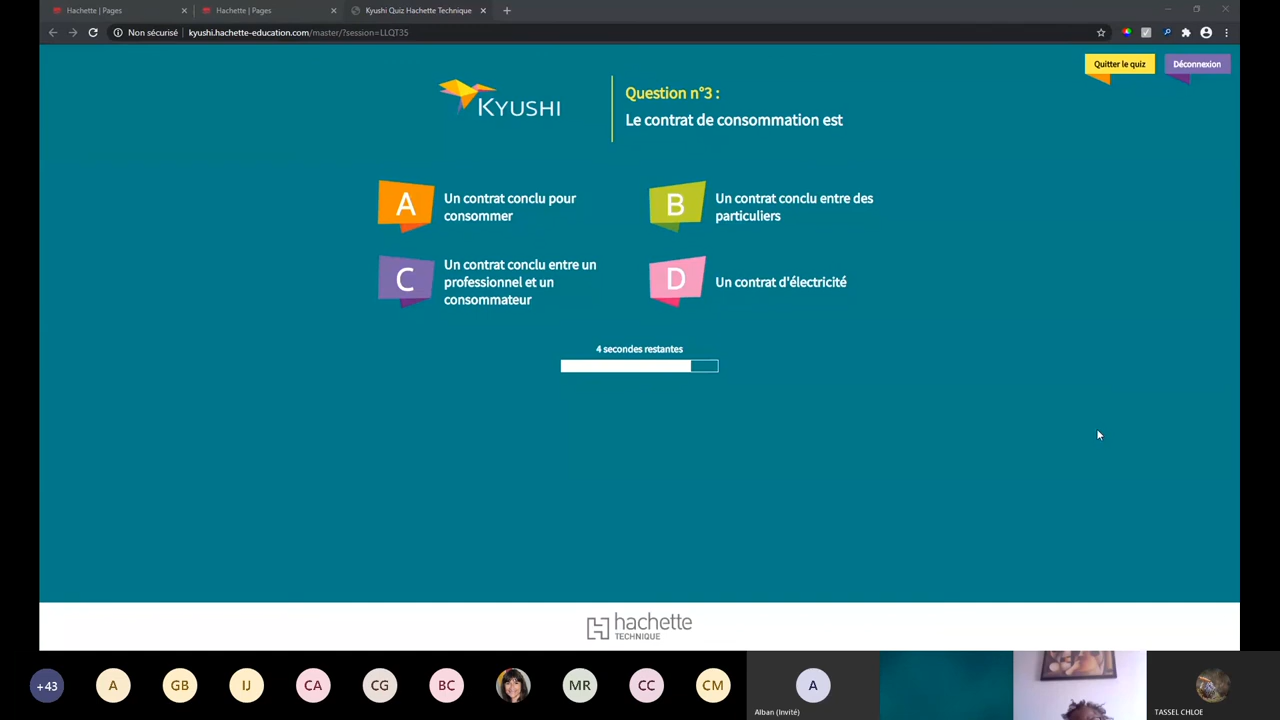 Hachette | Pages
Hachette | Pages
Kyushi Quiz Hachette Technique
Non sécurisé
kyushi.hachette-education.com/master/?session=LLQT35
Quitter le quiz
Déconnexion
KYUSHI
Question n°3 :
Le contrat de consommation est
A
Un contrat conclu pour
consommer
B
Un contrat conclu entre des
particuliers
C
Un contrat conclu entre un
professionnel et un
consommateur
D
Un contrat d'électricité
4 secondes restantes
hachette
TECHNIQUE
+43
A
GB
IJ
CA
CG
BC
MR
CC
CM
A
Alban (Invité)
TASSEL CHLOE